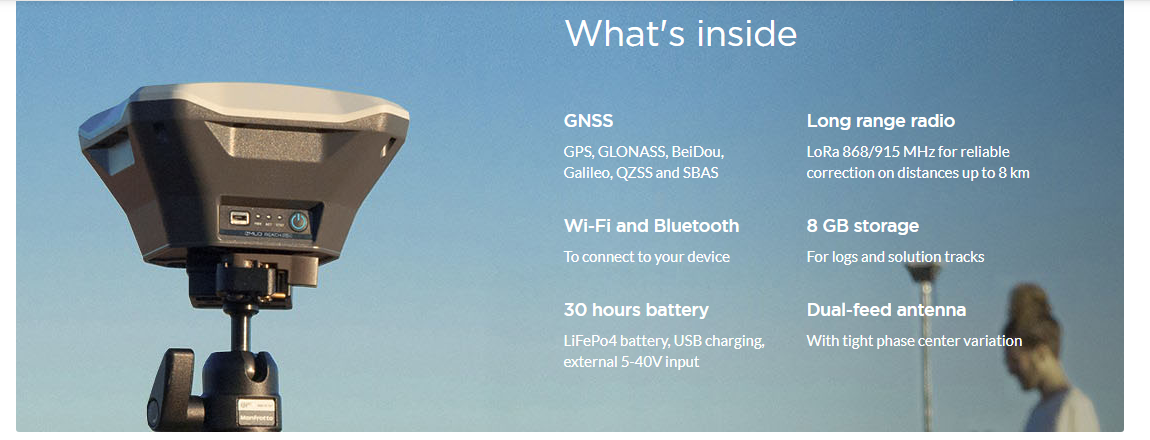 What's inside
GNSS
GPS, GLONASS, BeiDou,
Galileo, QZSS and SBAS
Long range radio
LoRa 868/915 MHz for reliable
correction on distances up to 8 km
Wi-Fi and Bluetooth
To connect to your device
8 GB storage
For logs and solution tracks
30 hours battery
LiFePo4 battery, USB charging,
external 5-40V input
Dual-feed antenna
With tight phase center variation
Manfrotto